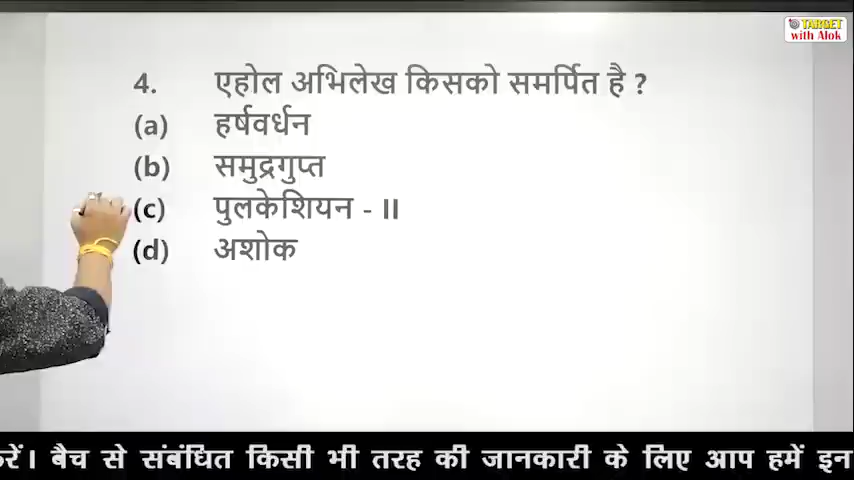 TARGET
with Alok
4. एहोल अभिलेख किसको समर्पित है ?
(a) हर्षवर्धन
(b) समुद्रगुप्त
(c) पुलकेशियन - II
(d) अशोक
रें। बैच से संबंधित किसी भी तरह की जानकारी के लिए आप हमें इन